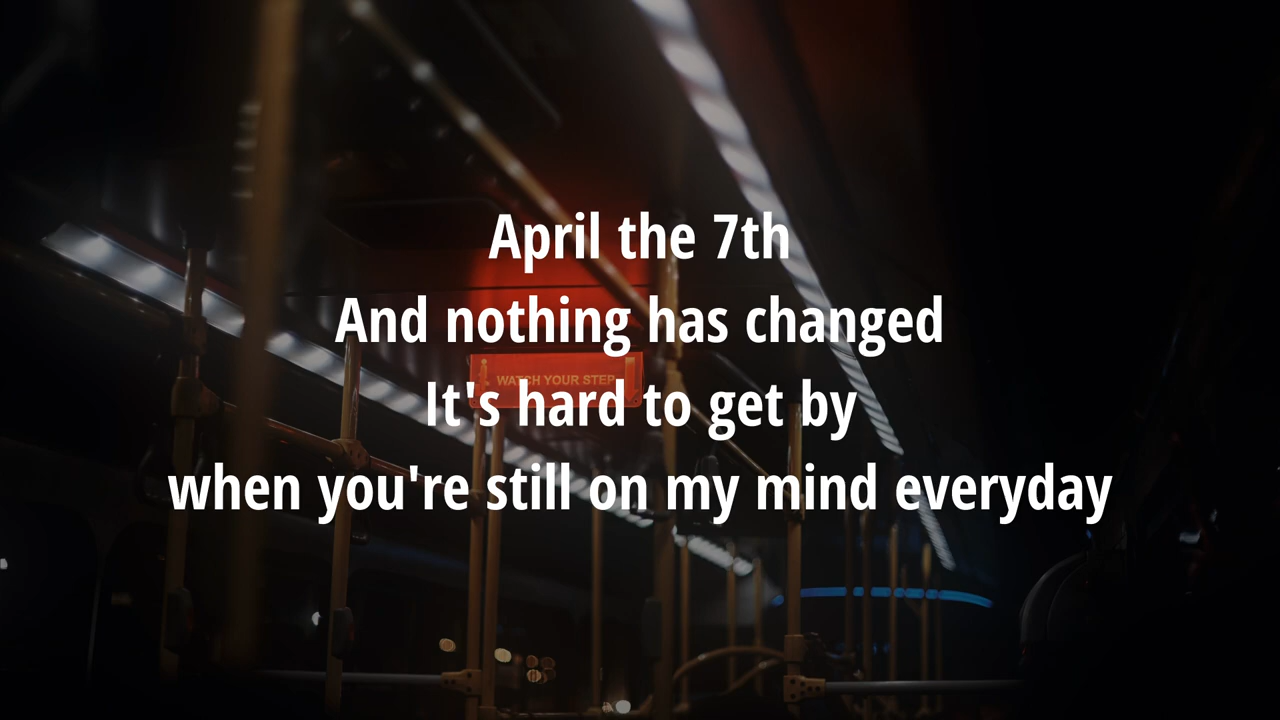 April the 7th
And nothing has changed
WATCH YOUR STEP
It's hard to get by
when you're still on my mind everyday